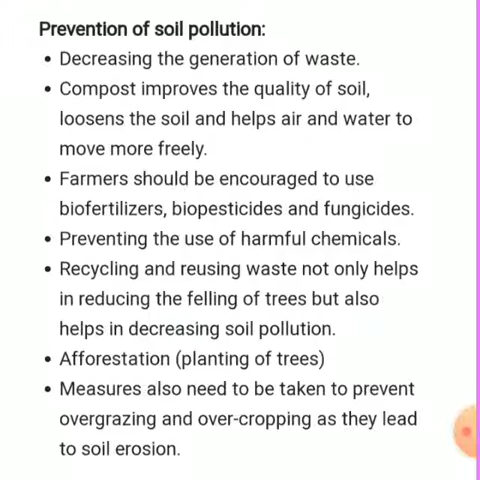 Prevention of soil pollution:
• Decreasing the generation of waste.
• Compost improves the quality of soil,
loosens the soil and helps air and water to
move more freely.
• Farmers should be encouraged to use
biofertilizers, biopesticides and fungicides.
• Preventing the use of harmful chemicals.
• Recycling and reusing waste not only helps
in reducing the felling of trees but also
helps in decreasing soil pollution.
• Afforestation (planting of trees)
• Measures also need to be taken to prevent
overgrazing and over-cropping as they lead
to soil erosion.